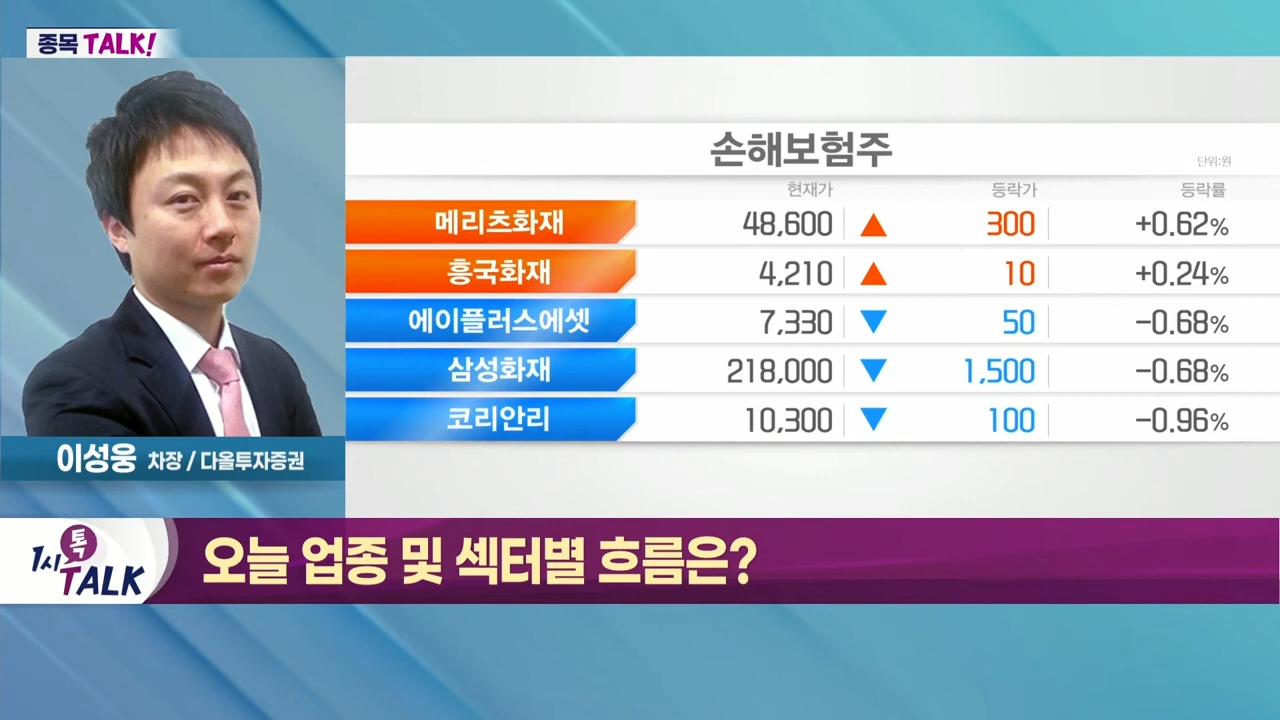 종목 TALK!
손해보험주
단위:원
현재가 등락가 등락률
메리츠화재 48,600 ▲ 300 +0.62%
흥국화재 4,210 ▲ 10 +0.24%
에이플러스에셋 7,330 ▼ 50 -0.68%
삼성화재 218,000 ▼ 1,500 -0.68%
코리안리 10,300 ▼ 100 -0.96%
이성웅 차장 / 다올투자증권
1시 톡 TALK
오늘 업종 및 섹터별 흐름은?